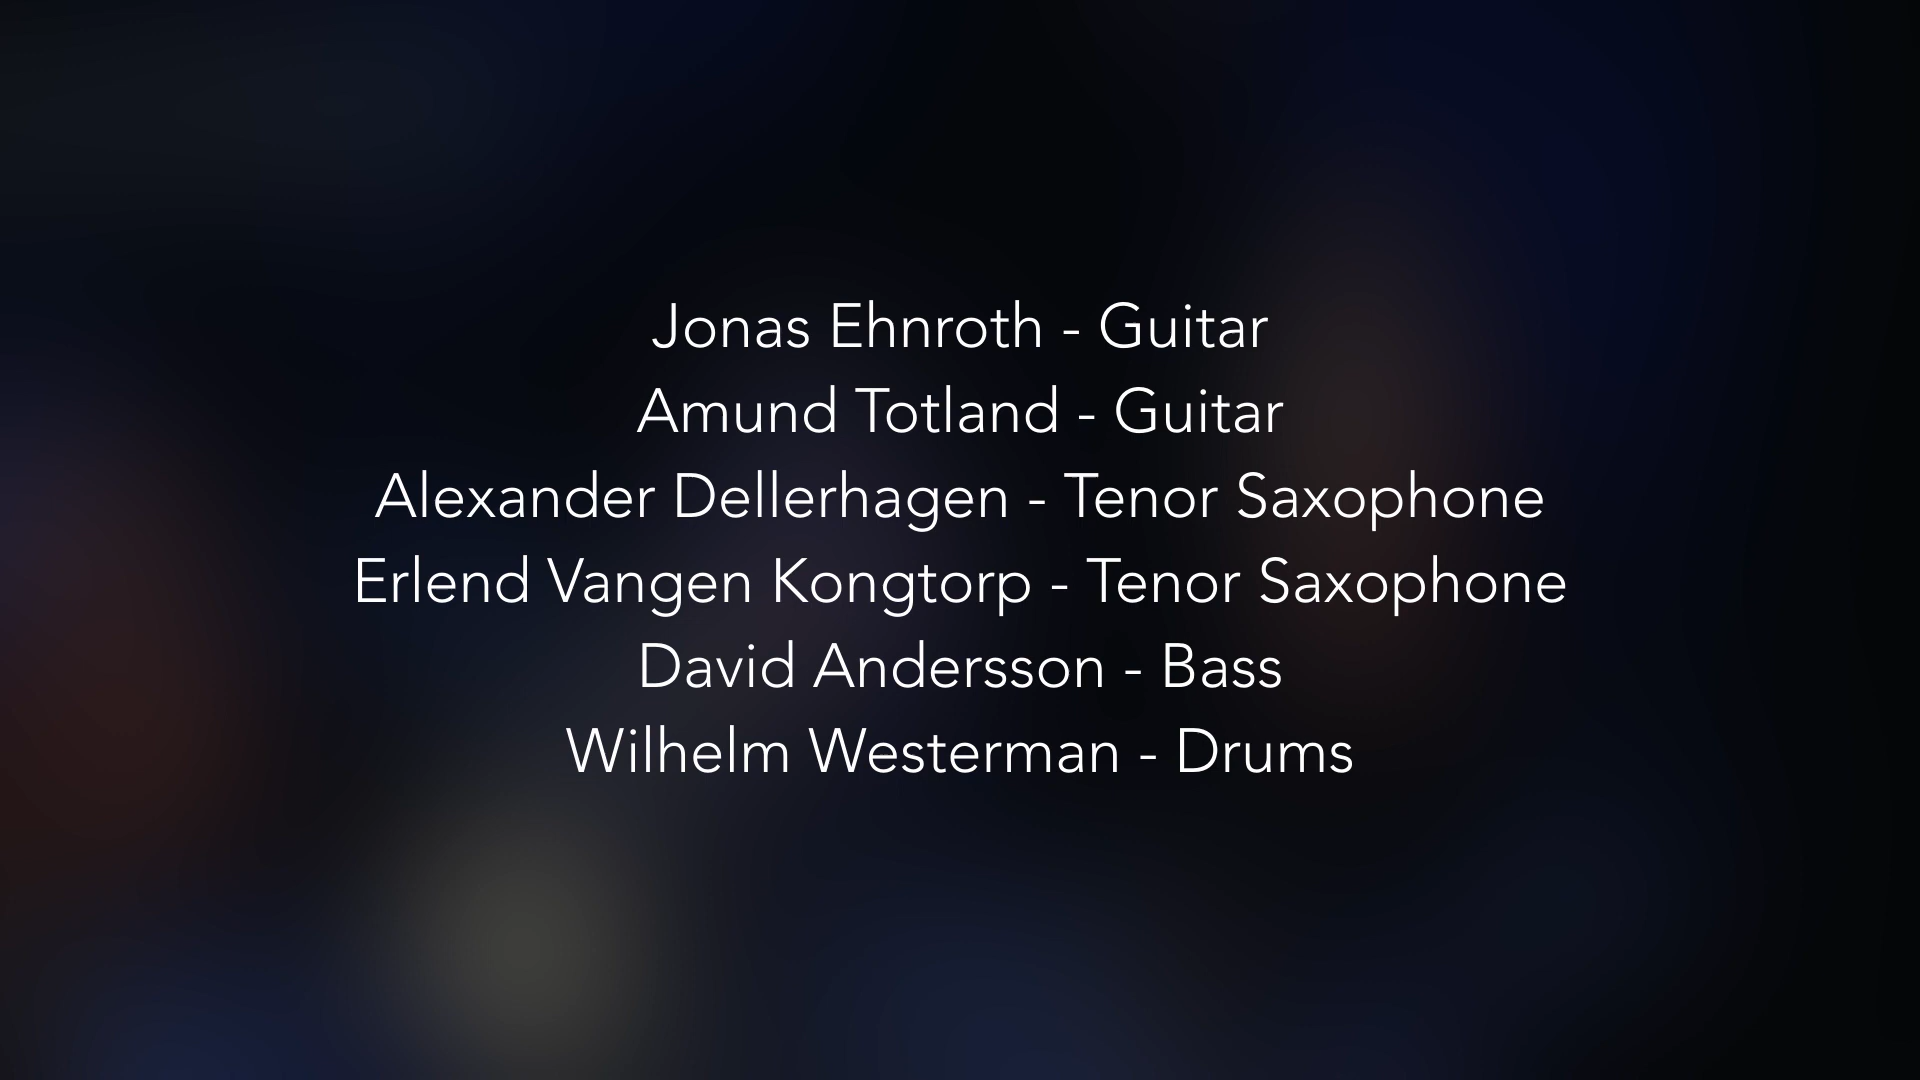 Jonas Ehnroth - Guitar
Amund Totland - Guitar
Alexander Dellerhagen - Tenor Saxophone
Erlend Vangen Kongtorp - Tenor Saxophone
David Andersson - Bass
Wilhelm Westerman - Drums